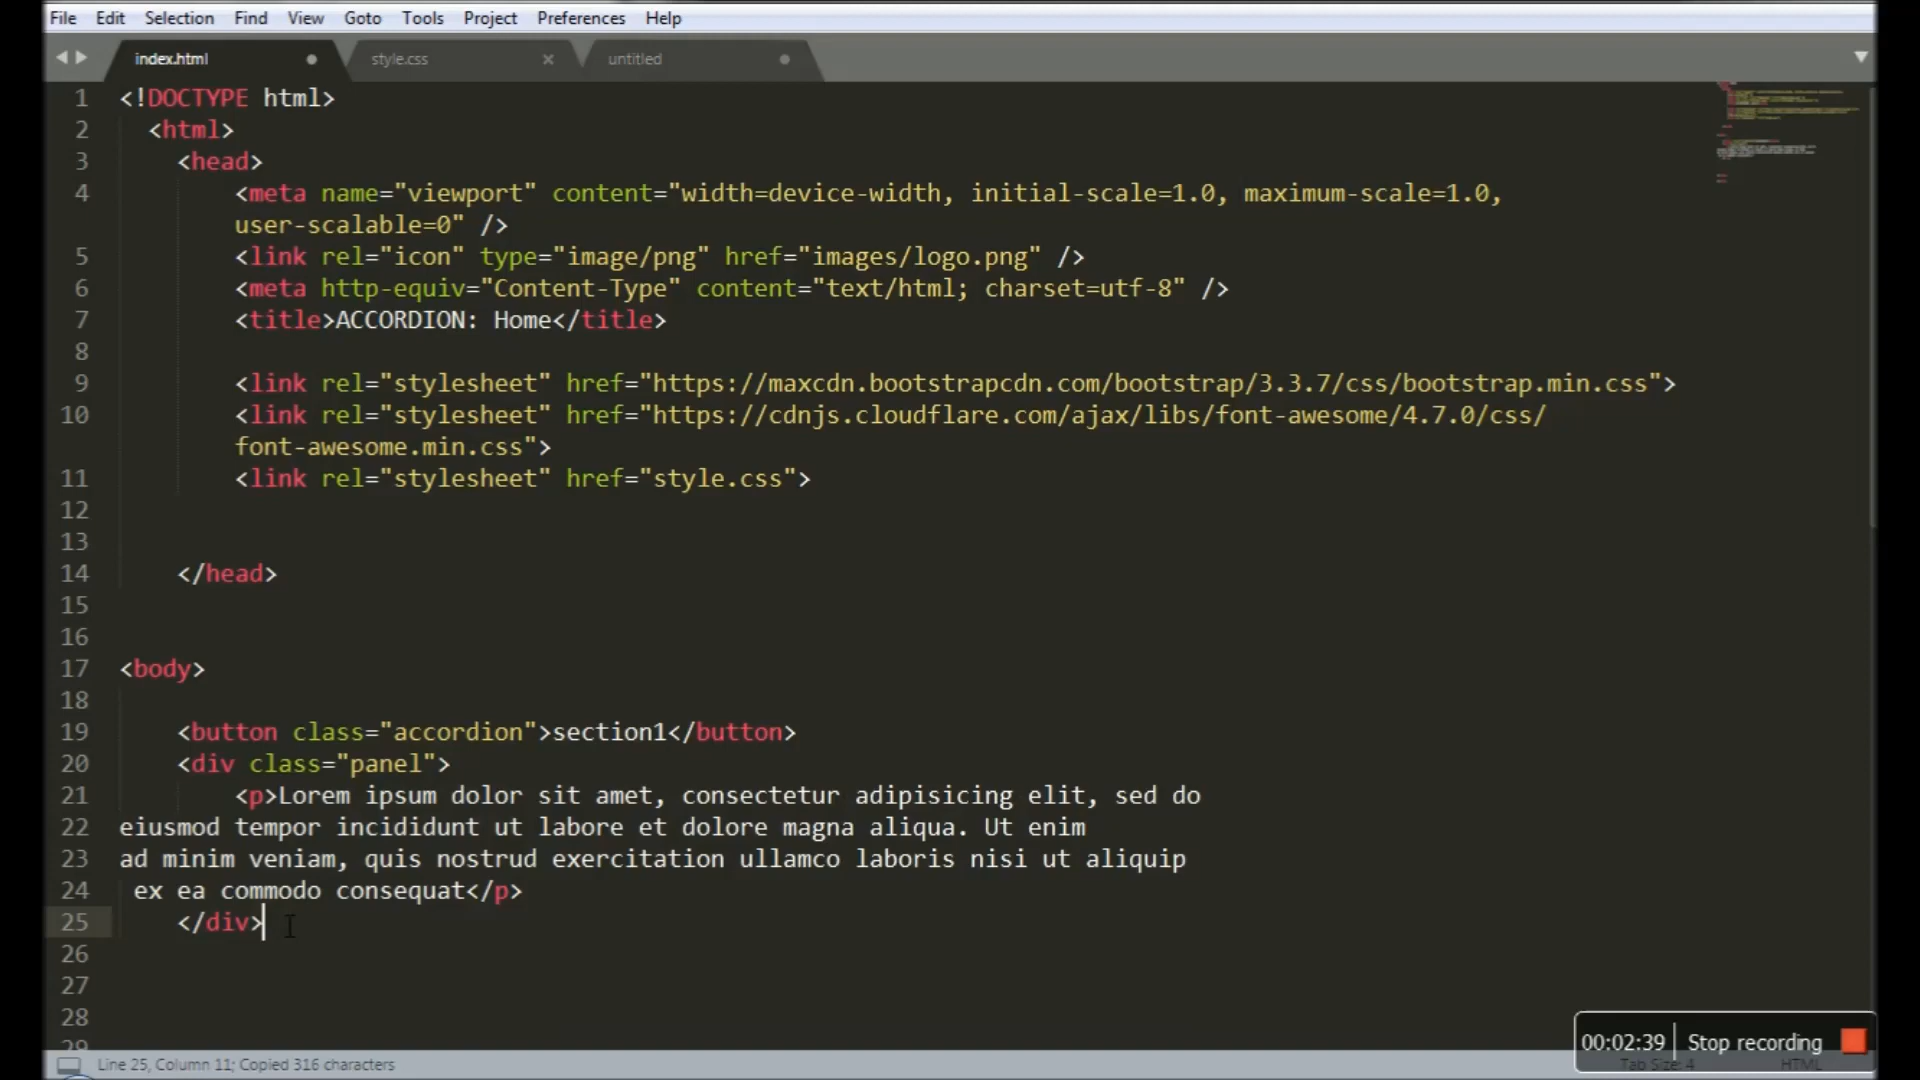 File Edit Selection Find View Goto Tools Project Preferences Help
index.html style.css untitled
1 <!DOCTYPE html>
2 <html>
3 <head>
4 <meta name="viewport" content="width=device-width, initial-scale=1.0, maximum-scale=1.0,
user-scalable=0" />
5 <link rel="icon" type="image/png" href="images/logo.png" />
6 <meta http-equiv="Content-Type" content="text/html; charset=utf-8" />
7 <title>ACCORDION: Home</title>
8
9 <link rel="stylesheet" href="https://maxcdn.bootstrapcdn.com/bootstrap/3.3.7/css/bootstrap.min.css">
10 <link rel="stylesheet" href="https://cdnjs.cloudflare.com/ajax/libs/font-awesome/4.7.0/css/
font-awesome.min.css">
11 <link rel="stylesheet" href="style.css">
12
13
14 </head>
15
16
17 <body>
18
19 <button class="accordion">section1</button>
20 <div class="panel">
21 <p>Lorem ipsum dolor sit amet, consectetur adipisicing elit, sed do
22 eiusmod tempor incididunt ut labore et dolore magna aliqua. Ut enim
23 ad minim veniam, quis nostrud exercitation ullamco laboris nisi ut aliquip
24 ex ea commodo consequat</p>
25 </div>
26
27
28
29
00:02:39 Stop recording
Line 25, Column 11; Copied 316 characters Tab Size: 4 HTML